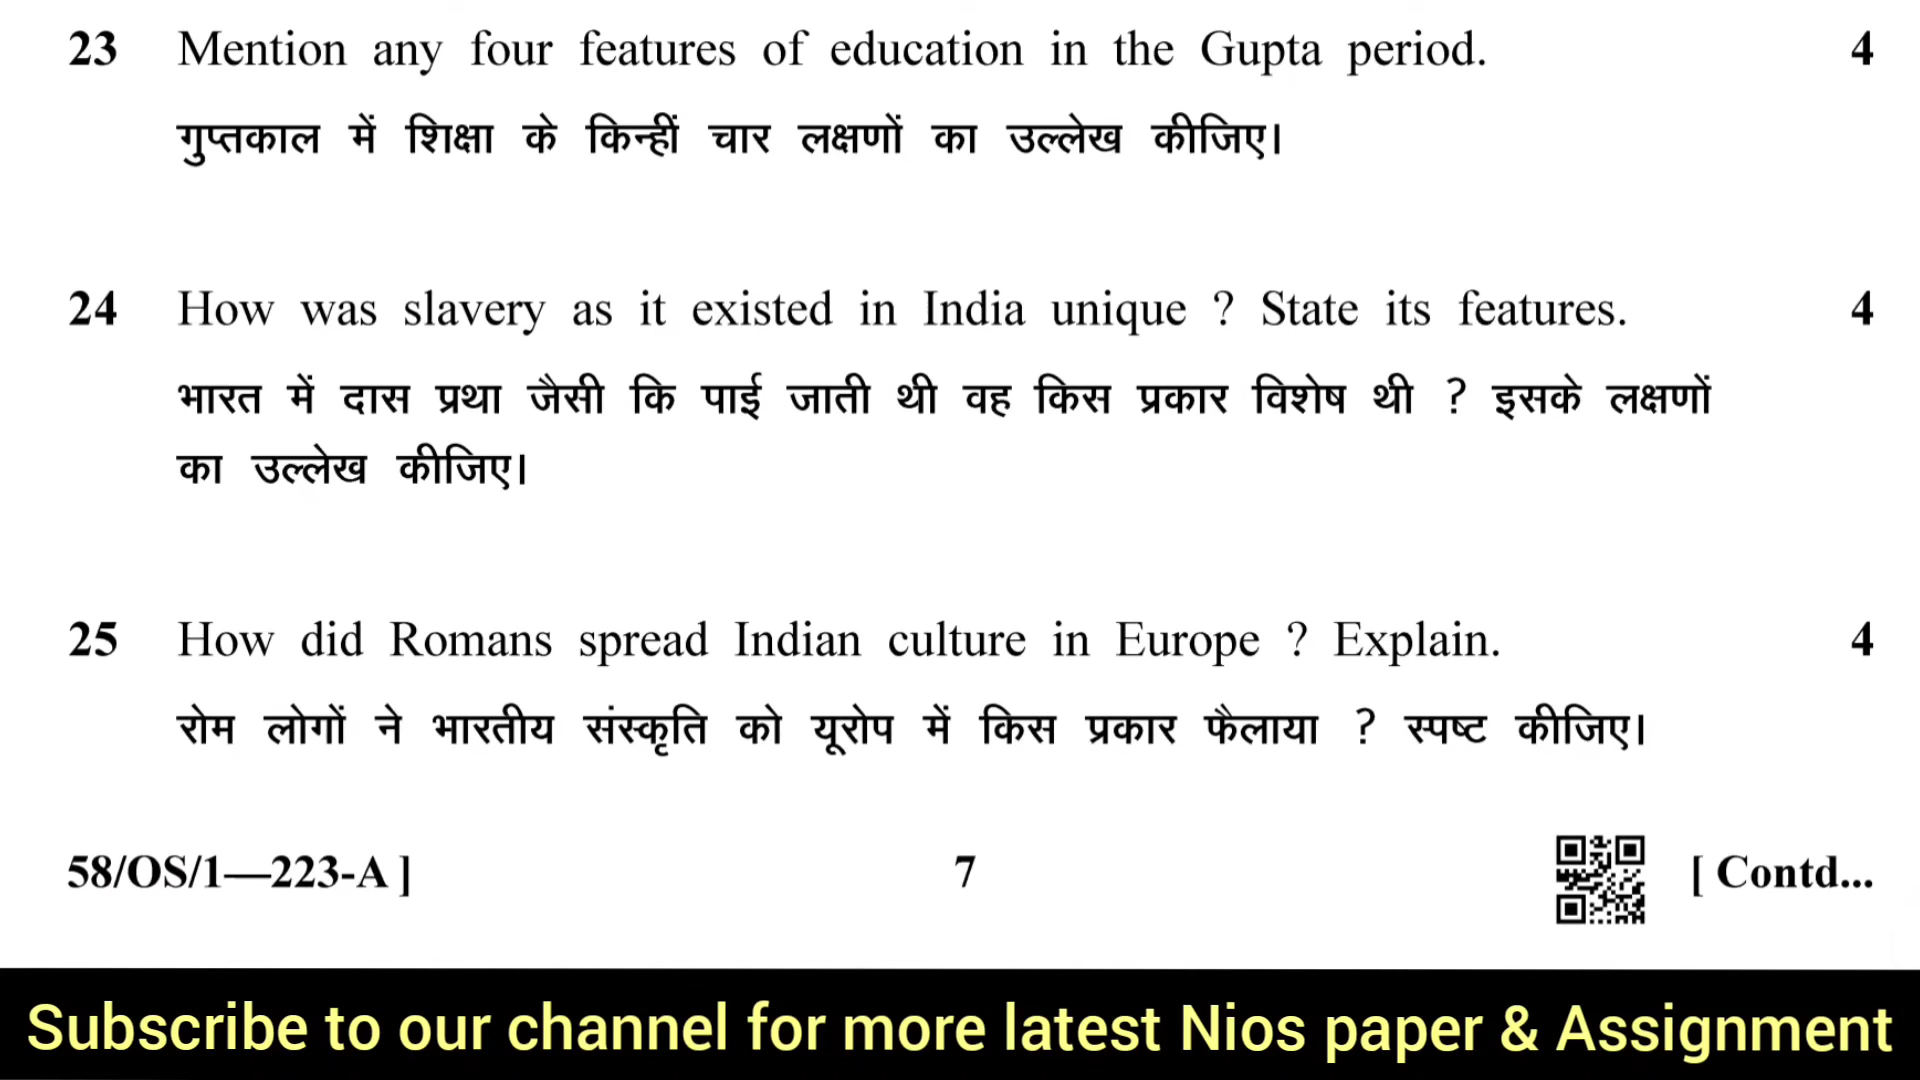 23 Mention any four features of education in the Gupta period. 4
गुप्तकाल में शिक्षा के किन्हीं चार लक्षणों का उल्लेख कीजिए।
24 How was slavery as it existed in India unique ? State its features. 4
भारत में दास प्रथा जैसी कि पाई जाती थी वह किस प्रकार विशेष थी ? इसके लक्षणों
का उल्लेख कीजिए।
25 How did Romans spread Indian culture in Europe ? Explain. 4
रोम लोगों ने भारतीय संस्कृति को यूरोप में किस प्रकार फैलाया ? स्पष्ट कीजिए।
58/OS/1—223-A ] 7 [ Contd...
Subscribe to our channel for more latest Nios paper & Assignment